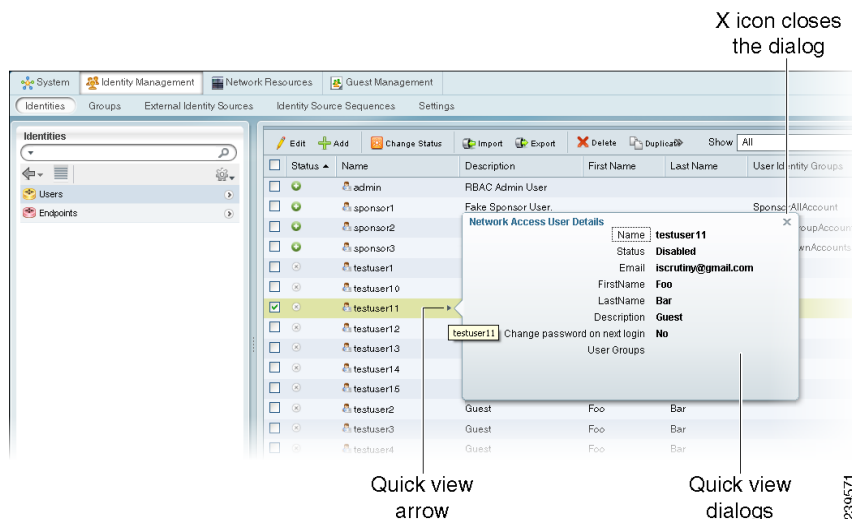 X icon closes
the dialog
System Identity Management Network Resources Guest Management
Identities Groups External Identity Sources Identity Source Sequences Settings
Identities
Users
Endpoints
Edit Add Change Status Import Export Delete Duplicate Show All
Status Name Description First Name Last Name User Identity Groups
admin RBAC Admin User
sponsor1 Fake Sponsor User. SponsorAllAccount
sponsor2
sponsor3
testuser1
testuser10
testuser11
testuser12
testuser13
testuser14
testuser15
testuser2 Guest Foo Bar
testuser3 Guest Foo Bar
testuser4 Guest Foo Bar
Network Access User Details
Name testuser11
Status Disabled
Email iscrutiny@gmail.com
FirstName Foo
LastName Bar
Description Guest
testuser11
Change password on next login No
User Groups
Quick view
arrow
Quick view
dialogs
239571